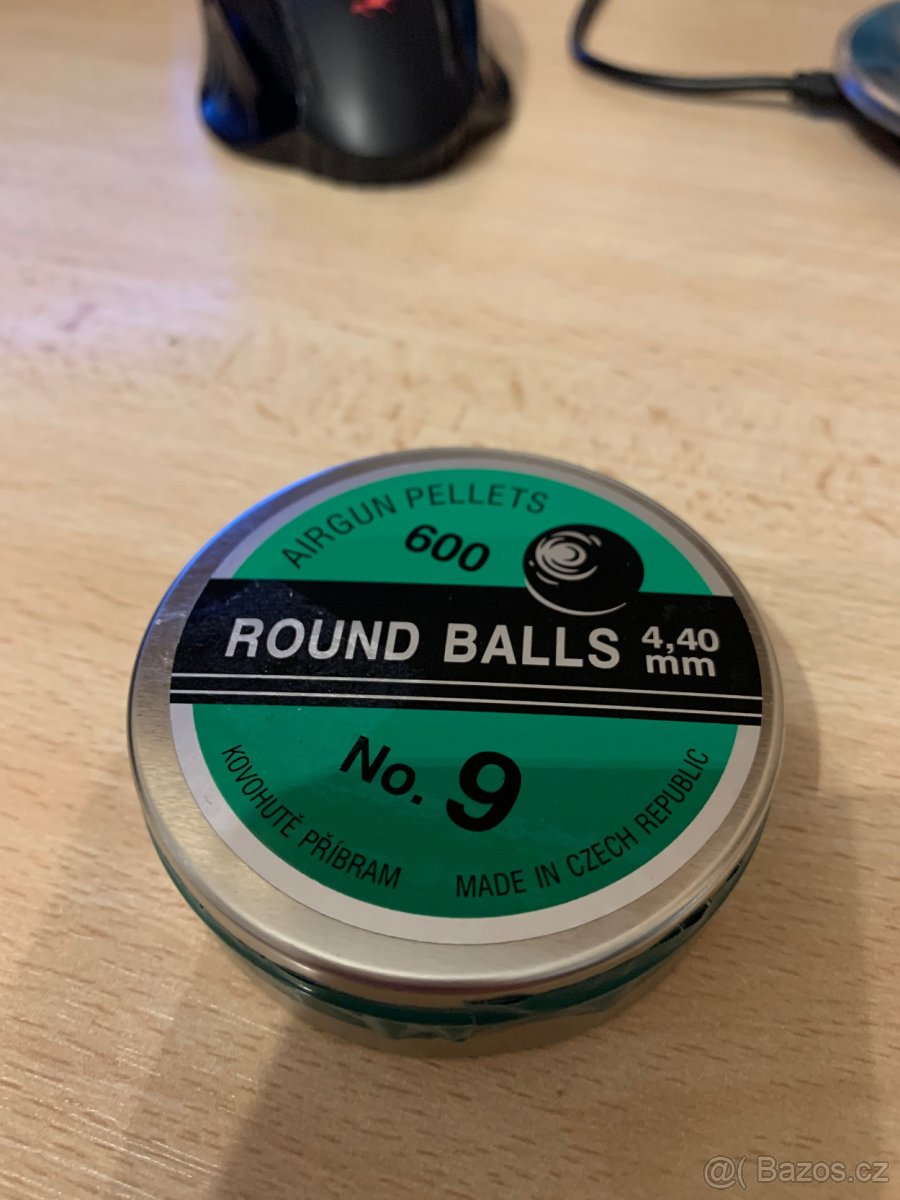 AIRGUN PELLETS
600
ROUND BALLS 4,40 mm
No. 9
KOVOHUTĚ PŘÍBRAM
MADE IN CZECH REPUBLIC
@( Bazos.cz